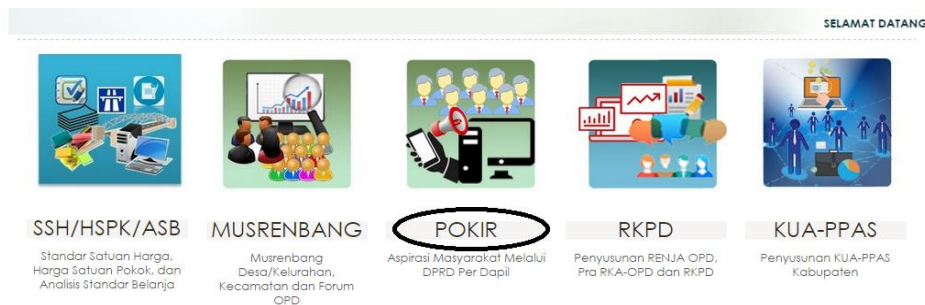 SELAMAT DATANG
SSH/HSPK/ASB
Standar Satuan Harga,
Harga Satuan Pokok, dan
Analisis Standar Belanja
MUSRENBANG
Musrenbang
Desa/Kelurahan,
Kecamatan dan Forum
OPD
POKIR
Aspirasi Masyarakat Melalui
DPRD Per Dapil
RKPD
Penyusunan RENJA OPD,
Pra RKA-OPD dan RKPD
KUA-PPAS
Penyusunan KUA-PPAS
Kabupaten